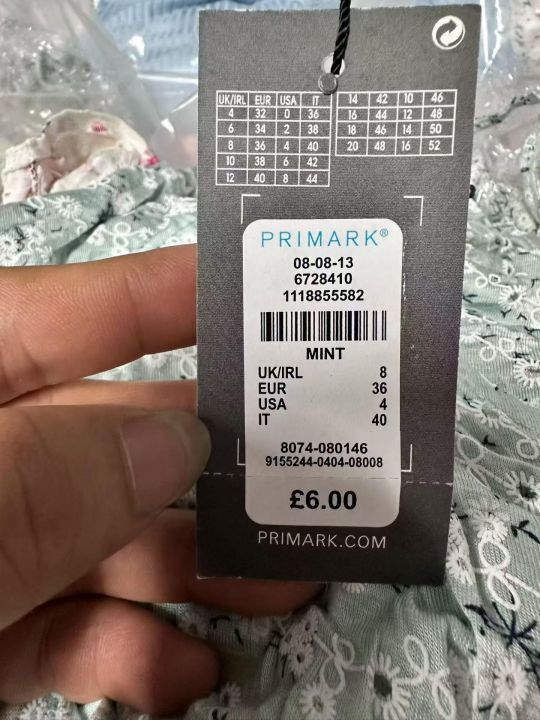 UK/IRL EUR USA IT
4 32 0 36
6 34 2 38
8 36 4 40
10 38 6 42
12 40 8 44
14 42 10 46
16 44 12 48
18 46 14 50
20 48 16 52
PRIMARK®
08-08-13
6728410
1118855582
MINT
UK/IRL 8
EUR 36
USA 4
IT 40
8074-080146
9155244-0404-08008
£6.00
PRIMARK.COM